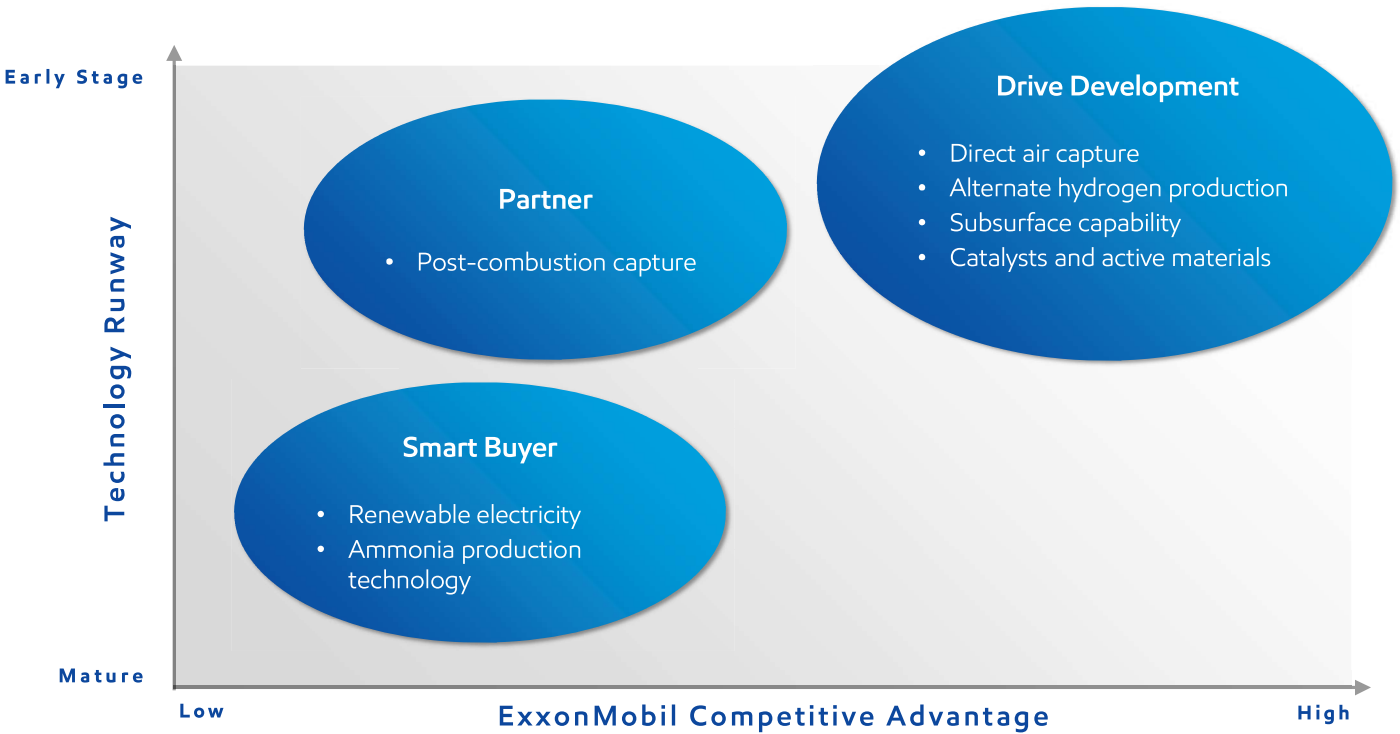 Early Stage
Drive Development
• Direct air capture
• Alternate hydrogen production
• Subsurface capability
• Catalysts and active materials
Partner
• Post-combustion capture
Technology Runway
Smart Buyer
• Renewable electricity
• Ammonia production
technology
Mature
Low
ExxonMobil Competitive Advantage
High